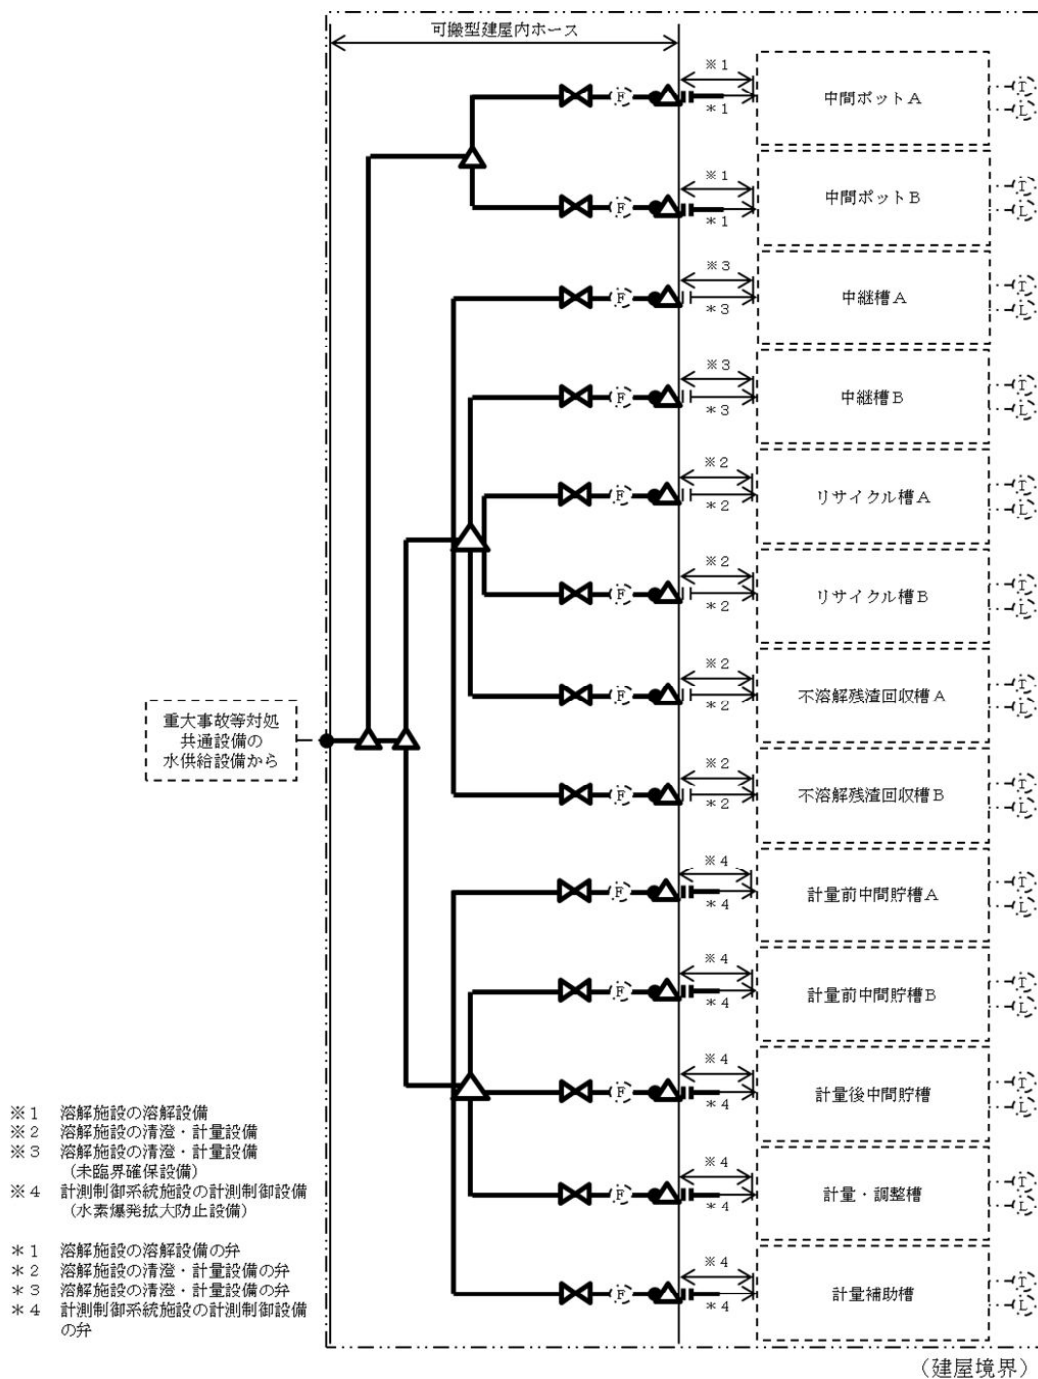 可搬型建屋内ホース
※1
F
*1
中間ポットA
T
L
※1
F
*1
中間ポットB
T
L
※3
F
*3
中継槽A
T
L
※3
F
*3
中継槽B
T
L
※2
F
*2
リサイクル槽A
T
L
※2
F
*2
リサイクル槽B
T
L
※2
F
*2
不溶解残渣回収槽A
T
L
重大事故等対処
共通設備の
水供給設備から
※2
F
*2
不溶解残渣回収槽B
T
L
※4
F
*4
計量前中間貯槽A
T
L
※4
F
*4
計量前中間貯槽B
T
L
※4
F
*4
計量後中間貯槽
T
L
※4
F
*4
計量・調整槽
T
L
※4
F
*4
計量補助槽
T
L
※1 溶解施設の溶解設備
※2 溶解施設の清澄・計量設備
※3 溶解施設の清澄・計量設備
(未臨界確保設備)
※4 計測制御系統施設の計測制御設備
(水素爆発拡大防止設備)
*1 溶解施設の溶解設備の弁
*2 溶解施設の清澄・計量設備の弁
*3 溶解施設の清澄・計量設備の弁
*4 計測制御系統施設の計測制御設備
の弁
(建屋境界)